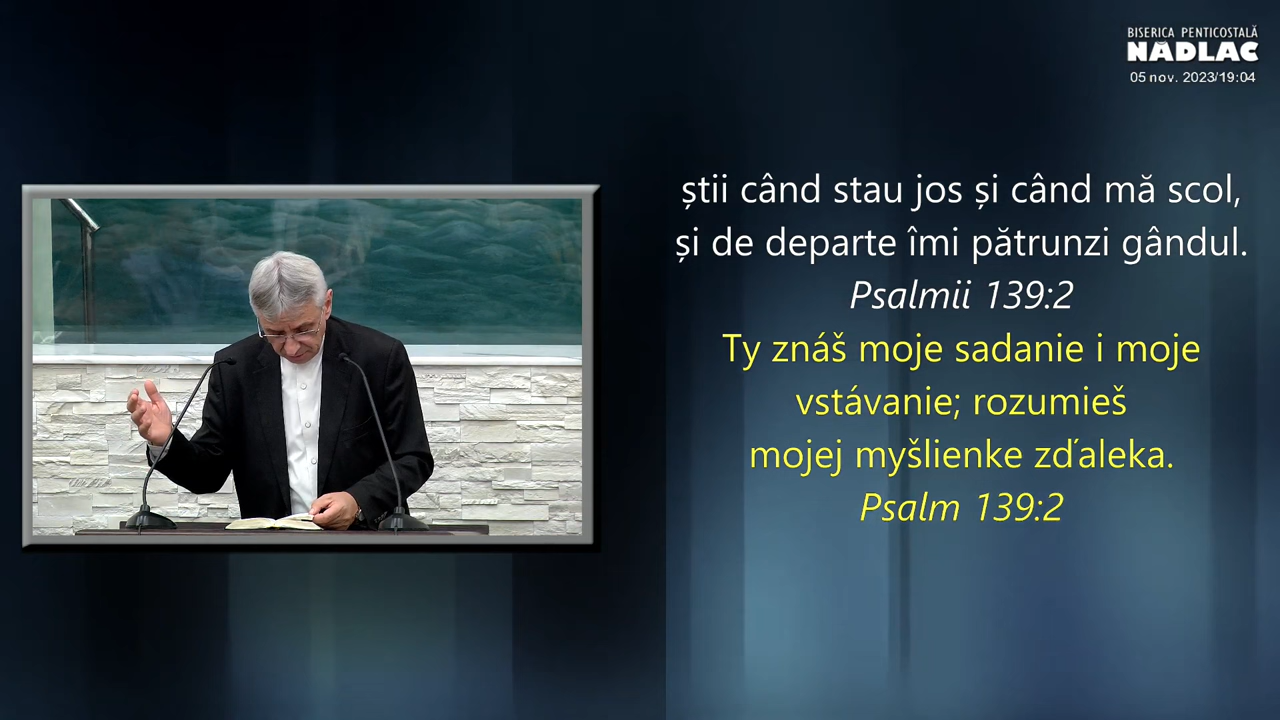 BISERICA PENTICOSTALĂ
NĂDLAC
05 nov. 2023/19:04
știi când stau jos și când mă scol,
și de departe îmi pătrunzi gândul.
Psalmii 139:2
Ty znáš moje sadanie i moje
vstávanie; rozumieš
mojej myšlienke zďaleka.
Psalm 139:2